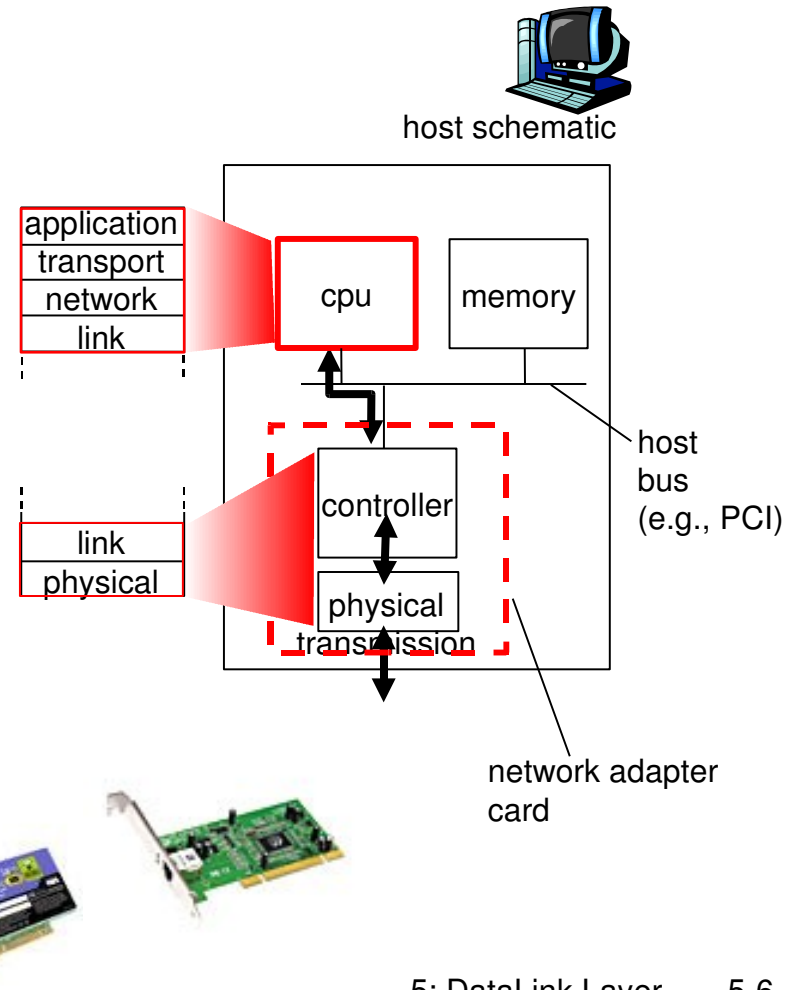 host schematic
application
transport
network
link
cpu
memory
host
bus
(e.g., PCI)
controller
link
physical
physical
transmission
network adapter
card
5: DataLink Layer 5-6